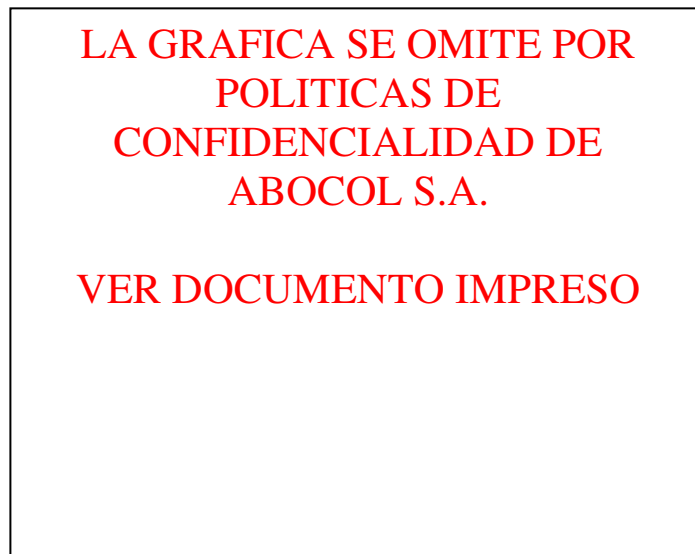 LA GRAFICA SE OMITE POR
POLITICAS DE
CONFIDENCIALIDAD DE
ABOCOL S.A.
VER DOCUMENTO IMPRESO